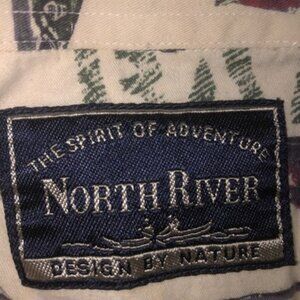 THE SPIRIT OF ADVENTURE
NORTH RIVER
DESIGN BY NATURE